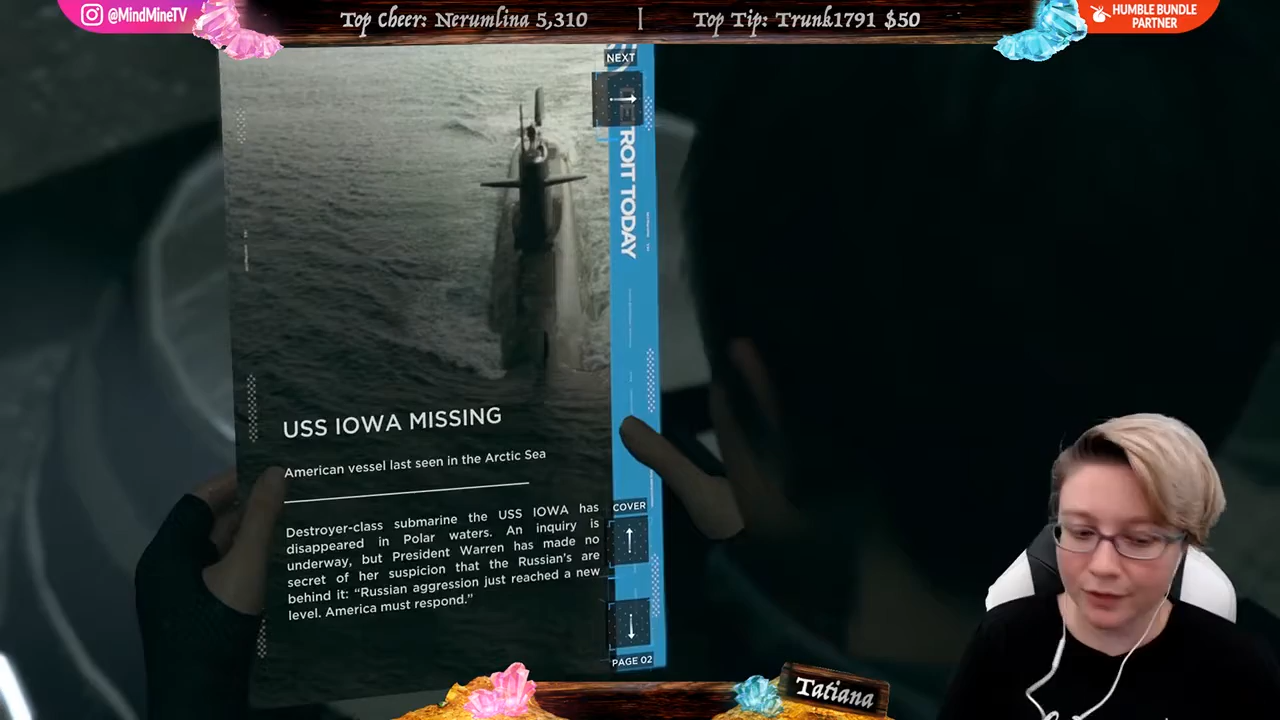 @MindMineTV
Top Cheer: Nerumlina 5,310 | Top Tip: Trunk1791 $50
HUMBLE BUNDLE
PARTNER
NEXT
ROIT TODAY
USS IOWA MISSING
American vessel last seen in the Arctic Sea
Destroyer-class submarine the USS IOWA has
disappeared in Polar waters. An inquiry is
underway, but President Warren has made no
secret of her suspicion that the Russian's are
behind it: “Russian aggression just reached a new
level. America must respond.”
COVER
PAGE 02
Tatiana